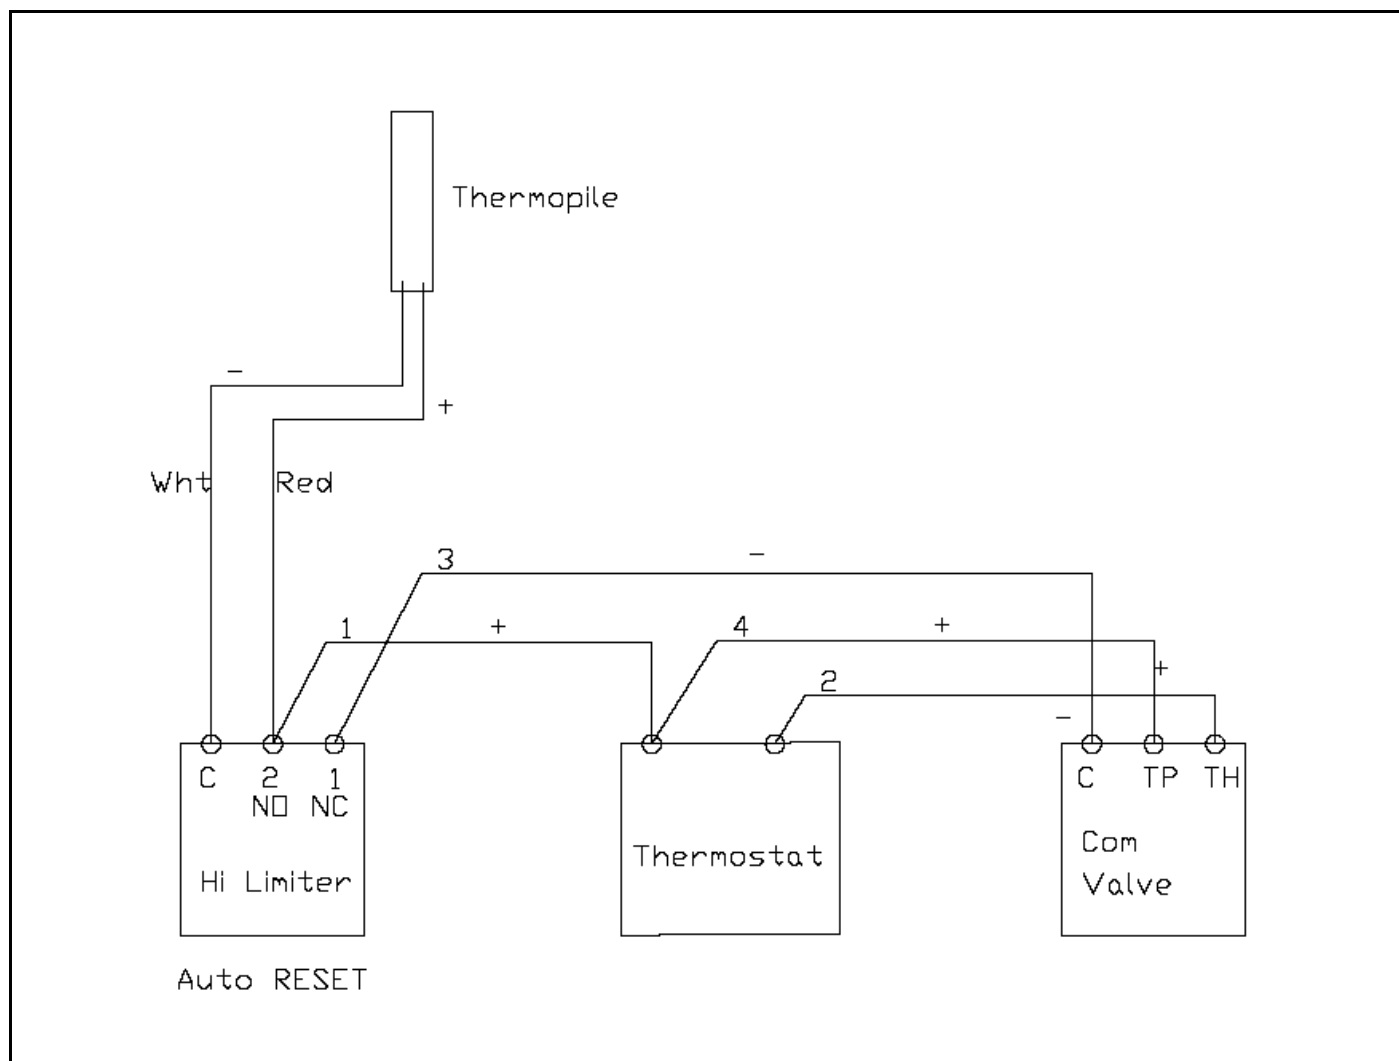 Thermopile
-
+
Wht Red
3 -
1 +
4 +
+
2
-
C 2 1
NO NC
Hi Limiter
Auto RESET
Thermostat
C TP TH
Com
Valve